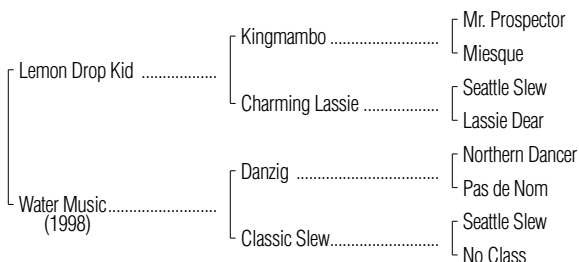 Mr. Prospector
Kingmambo ........................
Miesque
Lemon Drop Kid .................
Seattle Slew
Charming Lassie .................
Lassie Dear
Northern Dancer
Danzig ................................
Pas de Nom
Water Music........................
(1998)
Seattle Slew
Classic Slew........................
No Class